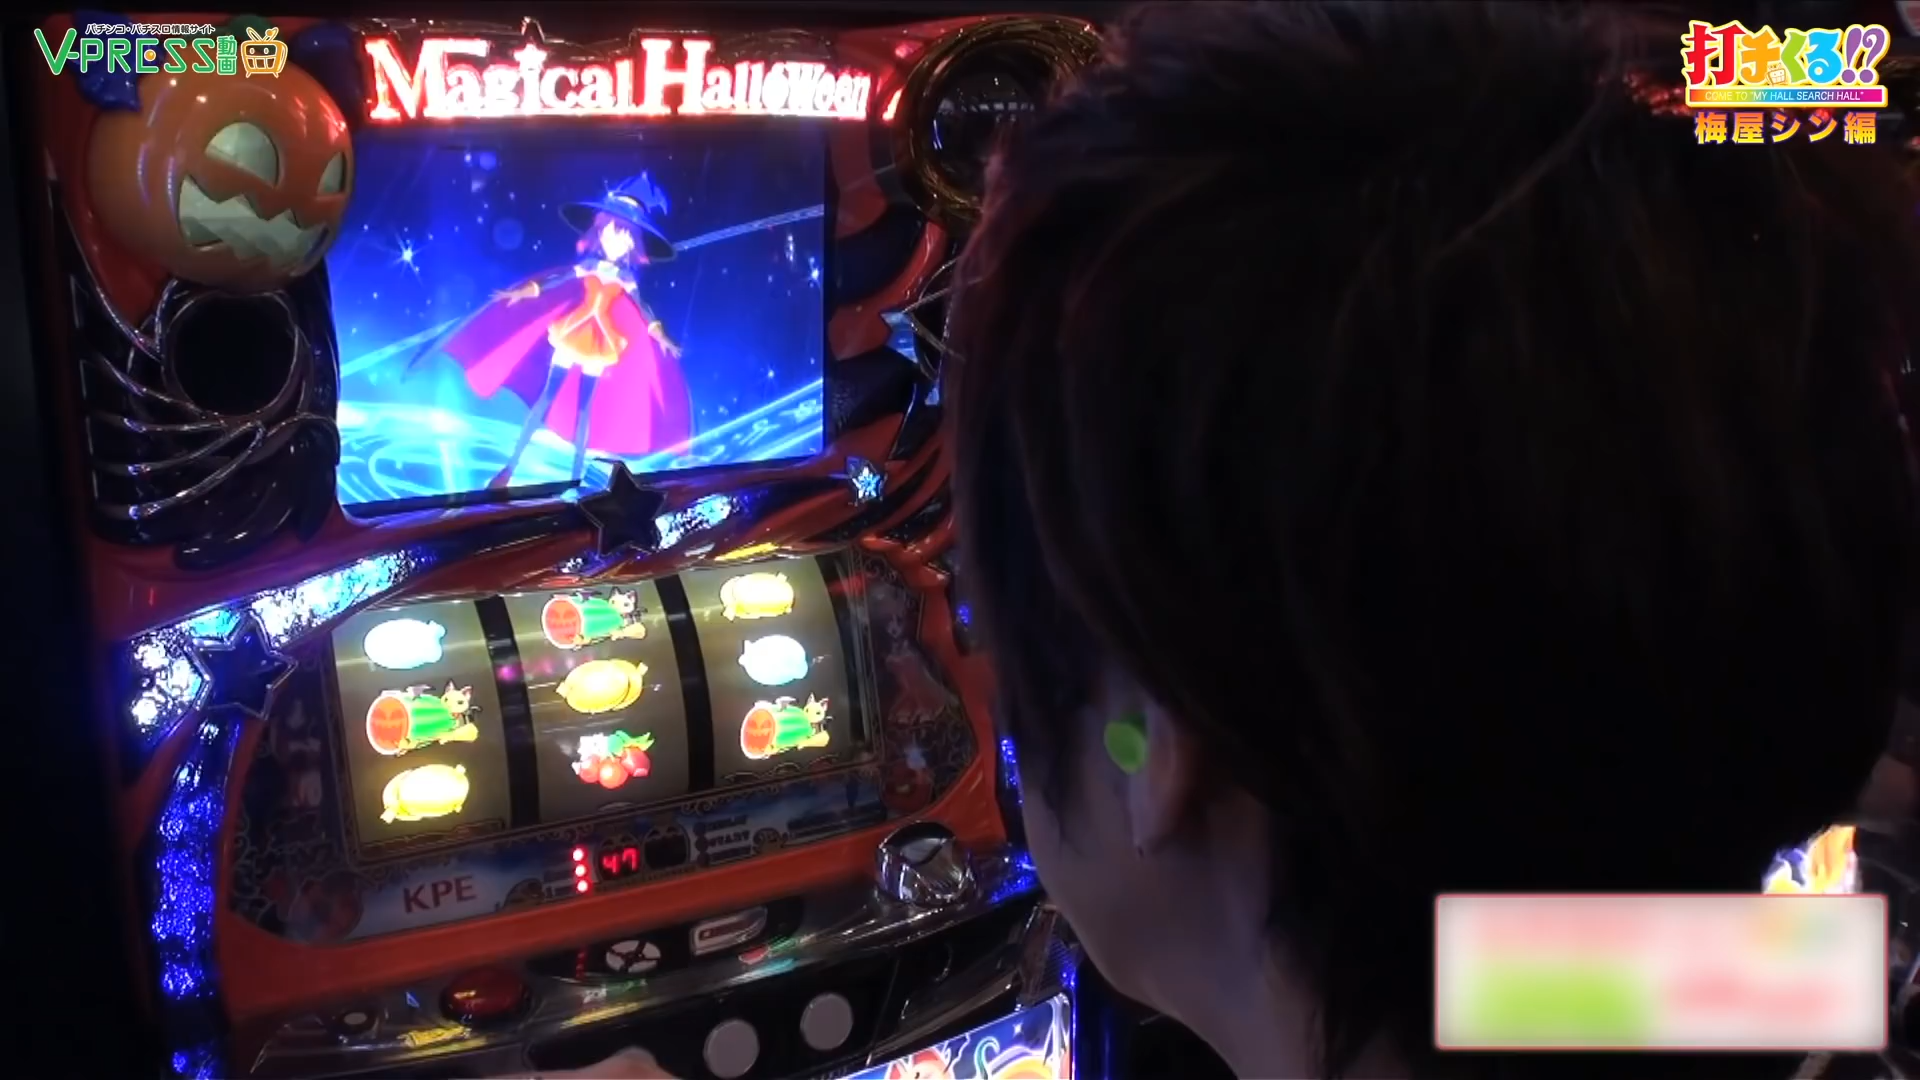 パチンコ・パチスロ情報サイト
V-PRESS動画
Magical Halloween
打チくる!?
COME TO "MY HALL SEARCH HALL"
梅屋シン編
47
KPE